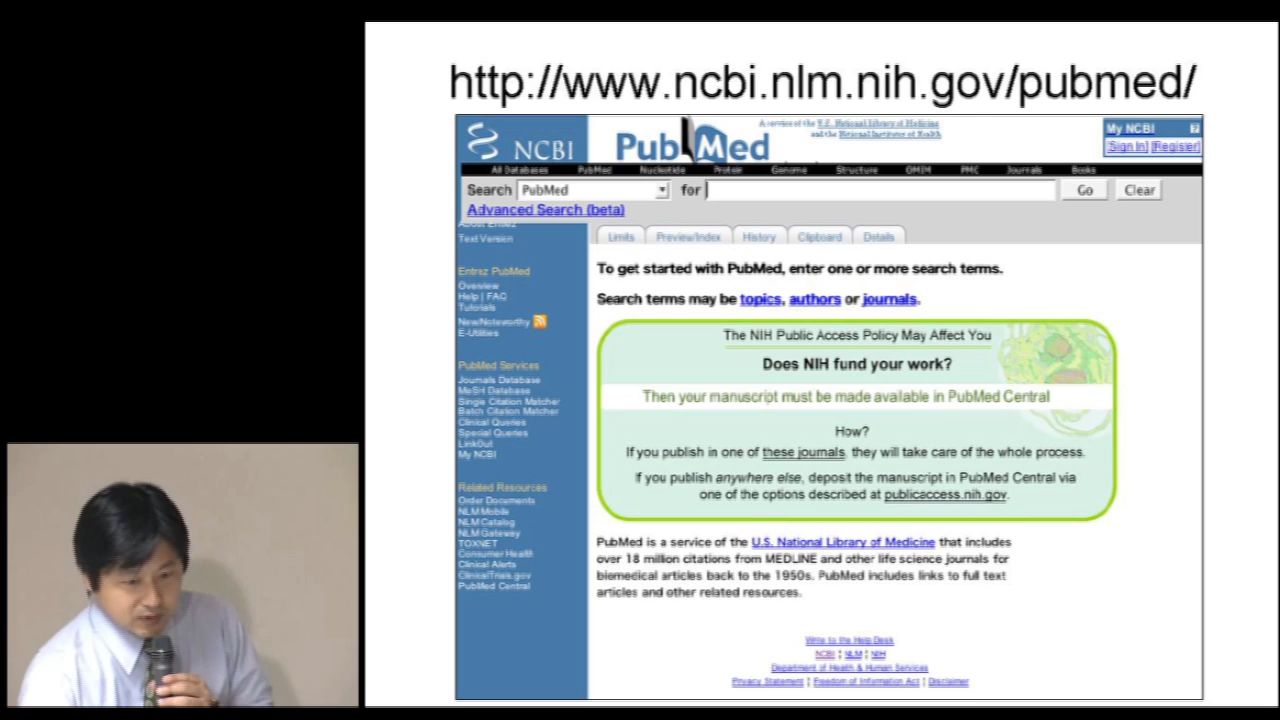 http://www.ncbi.nlm.nih.gov/pubmed/
NCBI
PubMed
A service of the U.S. National Library of Medicine
and the National Institutes of Health
My NCBI ?
[Sign In] [Register]
All Databases PubMed Nucleotide Protein Genome Structure OMIM PMC Journals Books
Search PubMed for Go Clear
Advanced Search (beta)
Limits Preview/Index History Clipboard Details
About Entrez
Text Version
Entrez PubMed
Overview
Help | FAQ
Tutorials
New/Noteworthy
E-Utilities
PubMed Services
Journals Database
MeSH Database
Single Citation Matcher
Batch Citation Matcher
Clinical Queries
Special Queries
LinkOut
My NCBI
Related Resources
Order Documents
NLM Mobile
NLM Catalog
NLM Gateway
TOXNET
Consumer Health
Clinical Alerts
ClinicalTrials.gov
PubMed Central
To get started with PubMed, enter one or more search terms.
Search terms may be topics, authors or journals.
The NIH Public Access Policy May Affect You
Does NIH fund your work?
Then your manuscript must be made available in PubMed Central
How?
If you publish in one of these journals, they will take care of the whole process.
If you publish anywhere else, deposit the manuscript in PubMed Central via
one of the options described at publicaccess.nih.gov.
PubMed is a service of the U.S. National Library of Medicine that includes
over 18 million citations from MEDLINE and other life science journals for
biomedical articles back to the 1950s. PubMed includes links to full text
articles and other related resources.
Write to the Help Desk
NCBI | NLM | NIH
Department of Health & Human Services
Privacy Statement | Freedom of Information Act | Disclaimer